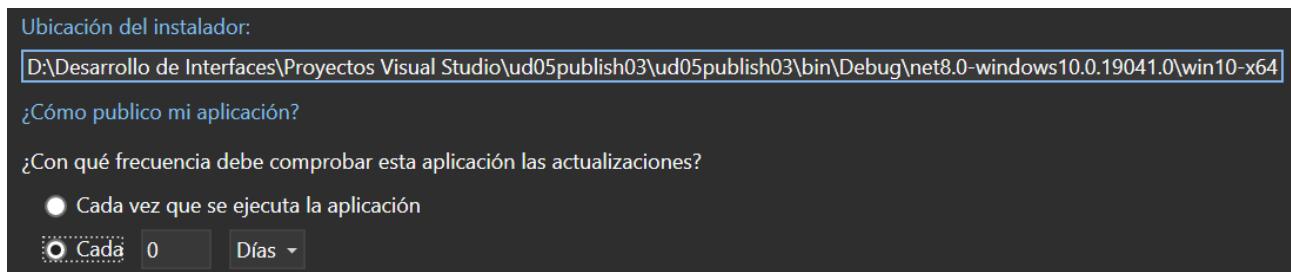 Ubicación del instalador:
D:\Desarrollo de Interfaces\Proyectos Visual Studio\ud05publish03\ud05publish03\bin\Debug\net8.0-windows10.0.19041.0\win10-x64
¿Cómo publico mi aplicación?
¿Con qué frecuencia debe comprobar esta aplicación las actualizaciones?
Cada vez que se ejecuta la aplicación
Cada 0 Días